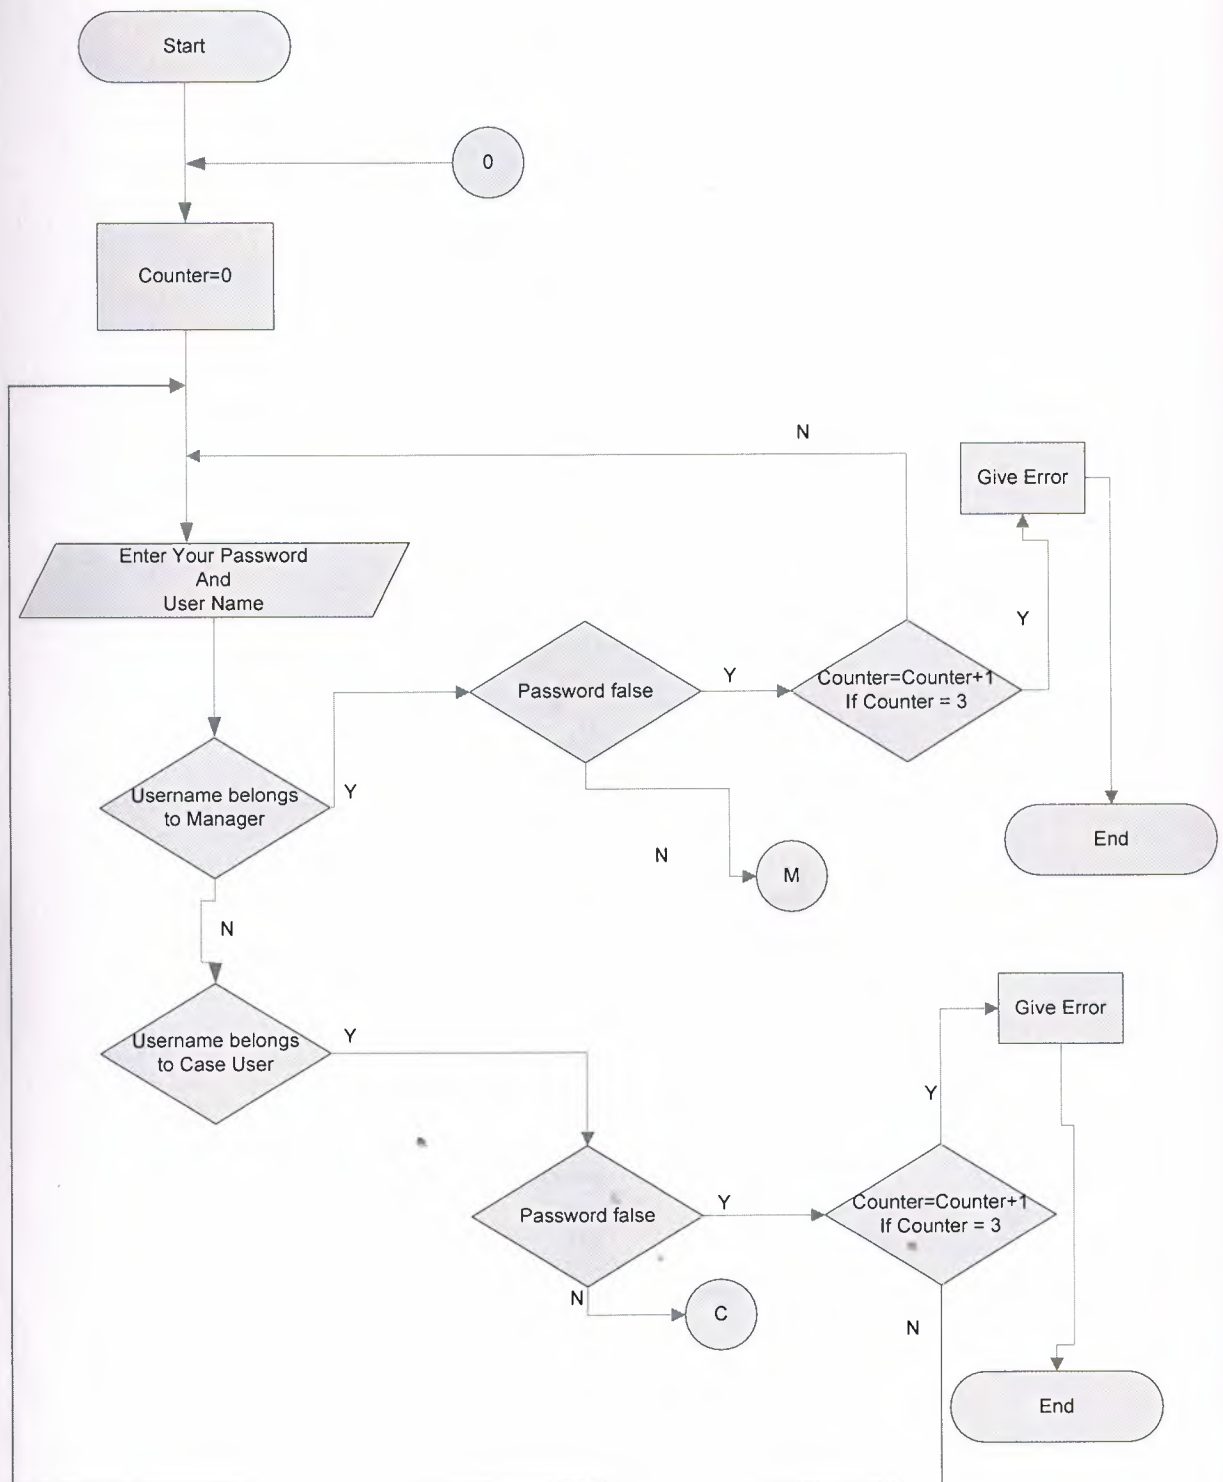 Start
0
Counter=0
N
Give Error
Enter Your Password
And
User Name
Y
Password false
Y
Counter=Counter+1
If Counter = 3
Username belongs
to Manager
Y
End
N
M
N
Give Error
Username belongs
to Case User
Y
Y
Password false
Y
Counter=Counter+1
If Counter = 3
N
C
N
End